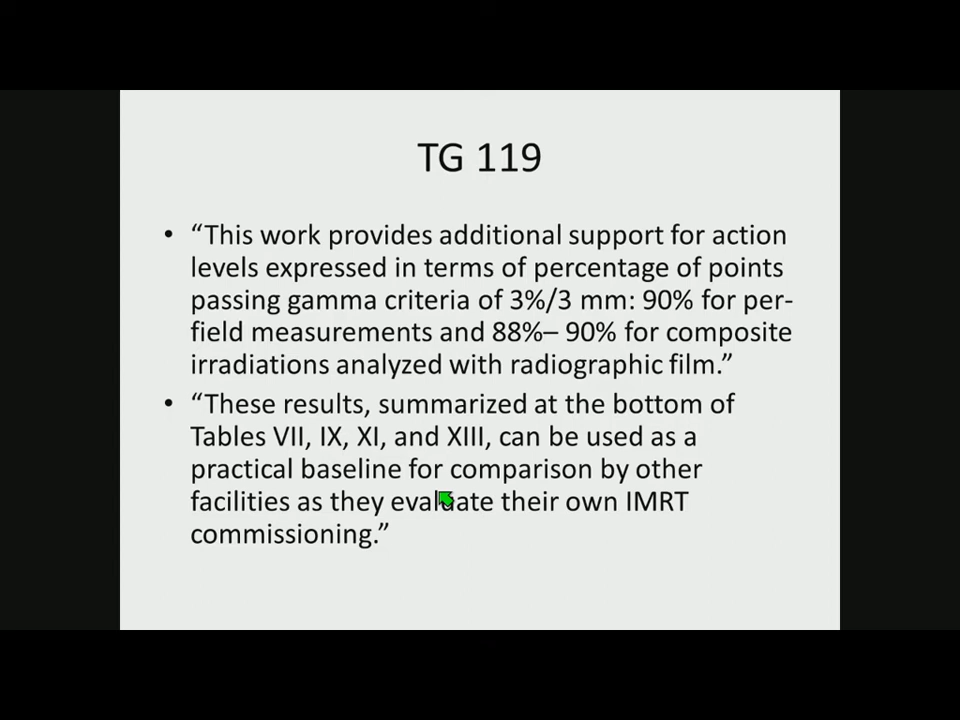 TG 119
• “This work provides additional support for action
levels expressed in terms of percentage of points
passing gamma criteria of 3%/3 mm: 90% for per-
field measurements and 88%– 90% for composite
irradiations analyzed with radiographic film.”
• “These results, summarized at the bottom of
Tables VII, IX, XI, and XIII, can be used as a
practical baseline for comparison by other
facilities as they evaluate their own IMRT
commissioning.”